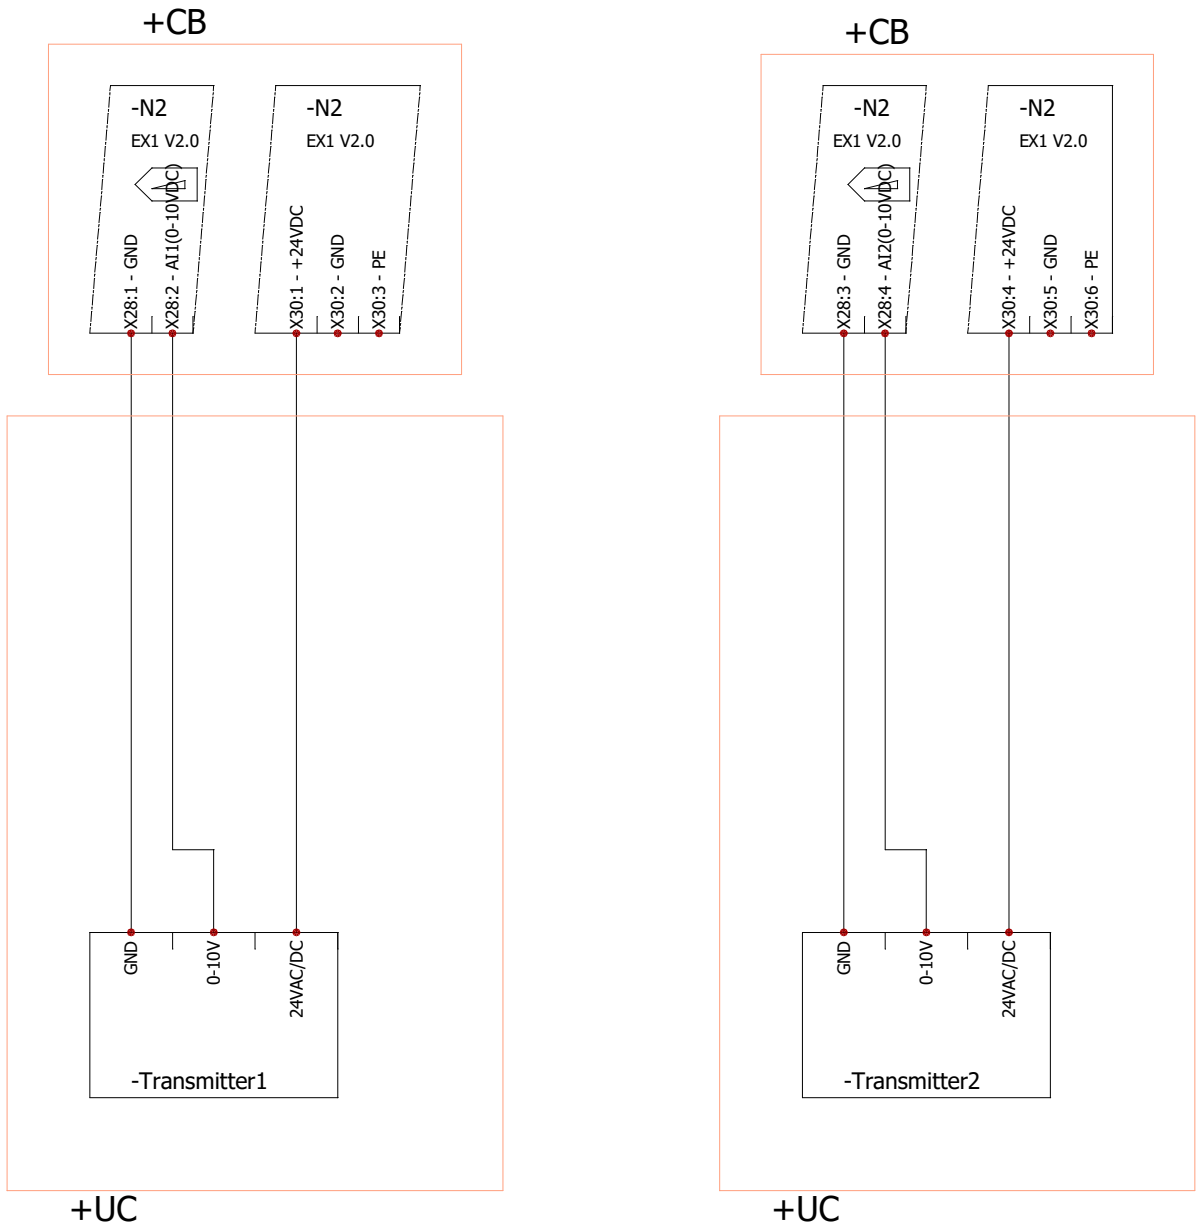 +CB
-N2
EX1 V2.0
X28:1 - GND
X28:2 - AI1(0-10VDC)
-N2
EX1 V2.0
X30:1 - +24VDC
X30:2 - GND
X30:3 - PE
GND
0-10V
24VAC/DC
-Transmitter1
+UC
+CB
-N2
EX1 V2.0
X28:3 - GND
X28:4 - AI2(0-10VDC)
-N2
EX1 V2.0
X30:4 - +24VDC
X30:5 - GND
X30:6 - PE
GND
0-10V
24VAC/DC
-Transmitter2
+UC